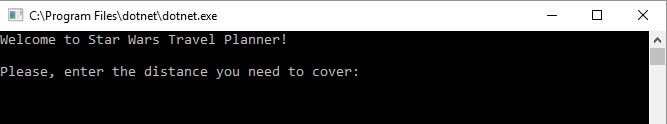 C:\Program Files\dotnet\dotnet.exe
Welcome to Star Wars Travel Planner!
Please, enter the distance you need to cover: